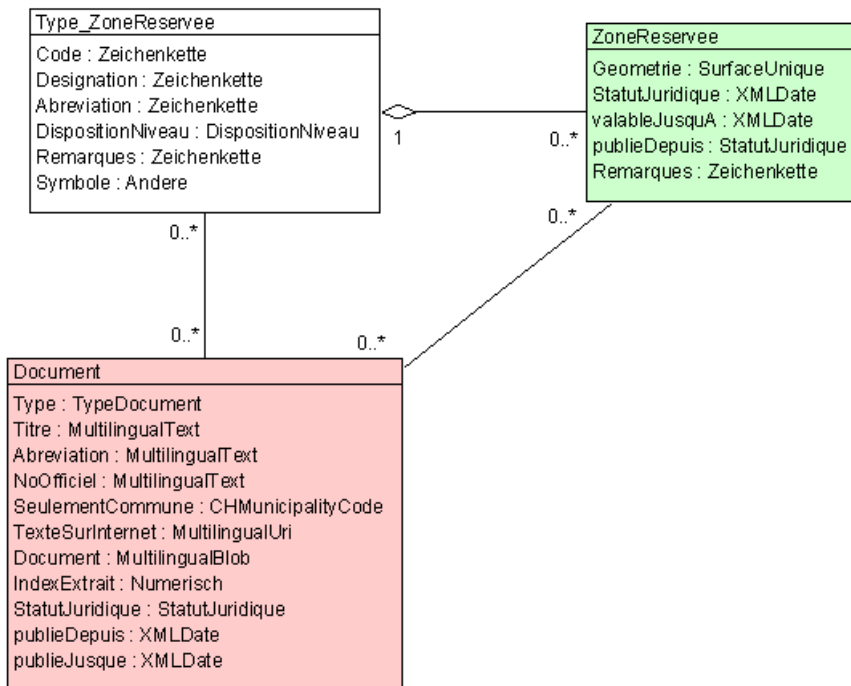 Type_ZoneReservee
Code : Zeichenkette
Designation : Zeichenkette
Abreviation : Zeichenkette
DispositionNiveau : DispositionNiveau
Remarques : Zeichenkette
Symbole : Andere
ZoneReservee
Geometrie : SurfaceUnique
StatutJuridique : XMLDate
valableJusquA : XMLDate
publieDepuis : StatutJuridique
Remarques : Zeichenkette
1
0..*
0..*
0..*
0..*
0..*
Document
Type : TypeDocument
Titre : MultilingualText
Abreviation : MultilingualText
NoOfficiel : MultilingualText
SeulementCommune : CHMunicipalityCode
TexteSurInternet : MultilingualUri
Document : MultilingualBlob
IndexExtrait : Numerisch
StatutJuridique : StatutJuridique
publieDepuis : XMLDate
publieJusque : XMLDate